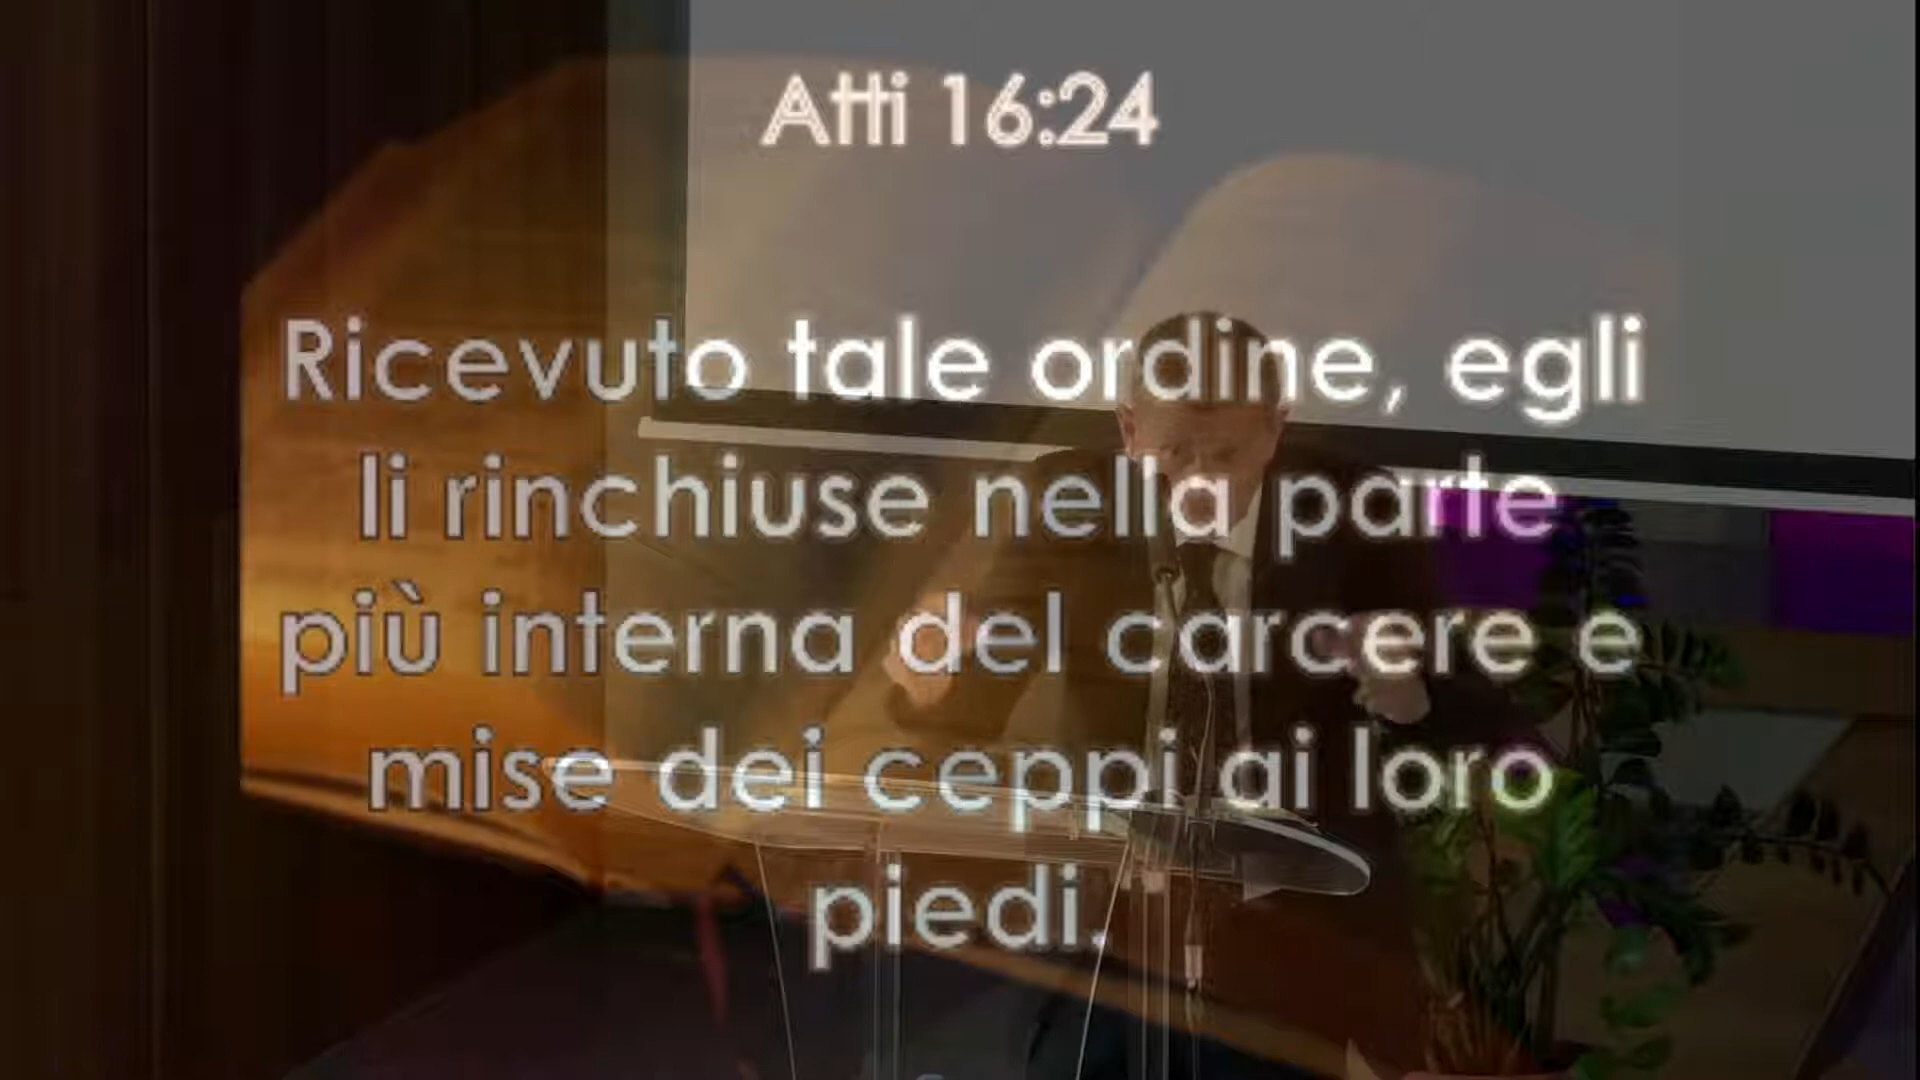 Atti 16:24
Ricevuto tale ordine, egli
li rinchiuse nella parte
più interna del carcere e
mise dei ceppi ai loro
piedi.